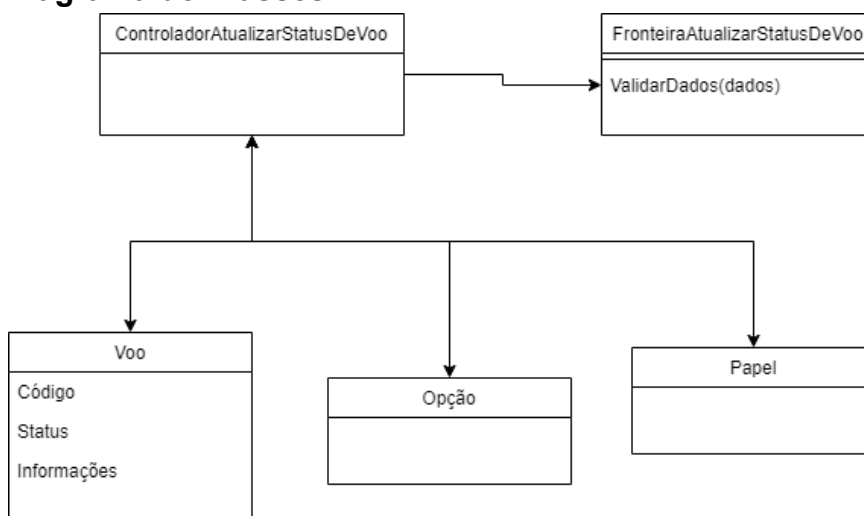 ControladorAtualizarStatusDeVoo
FronteiraAtualizarStatusDeVoo
ValidarDados(dados)
Voo
Código
Status
Informações
Opção
Papel